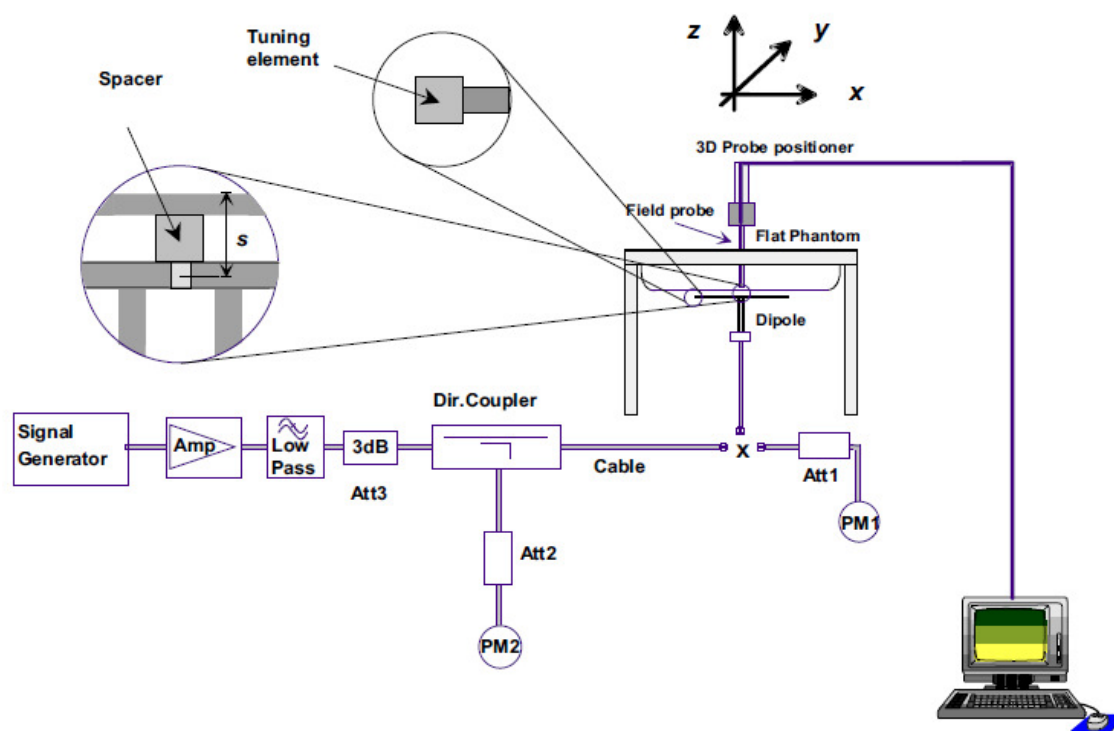 Tuning
element
Spacer
s
z
y
x
3D Probe positioner
Field probe
Flat Phantom
Dipole
Dir.Coupler
Signal
Generator
Amp
Low
Pass
3dB
Att3
Cable
x
Att1
PM1
Att2
PM2